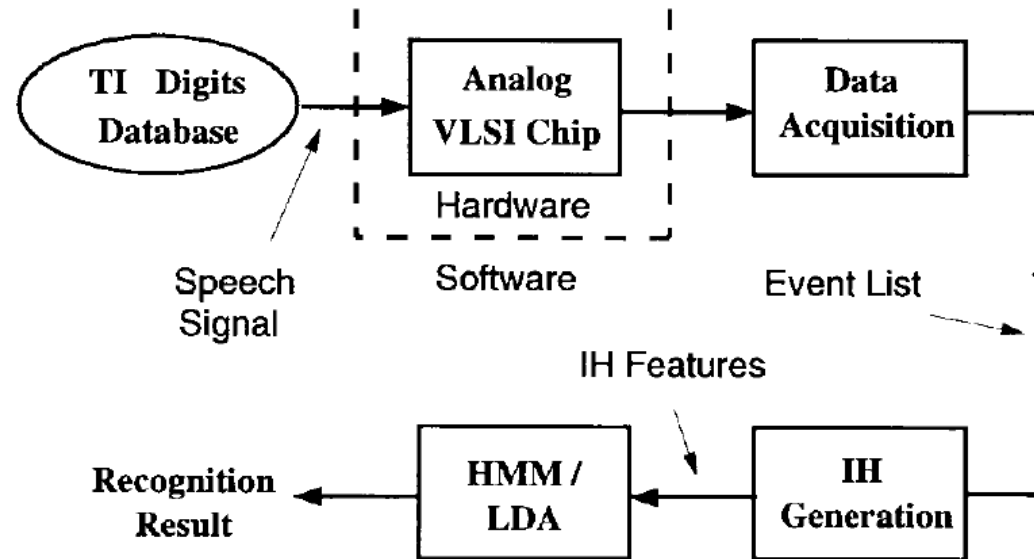 TI Digits
Database
Analog
VLSI Chip
Data
Acquisition
Hardware
Software
Speech
Signal
Event List
IH Features
Recognition
Result
HMM /
LDA
IH
Generation